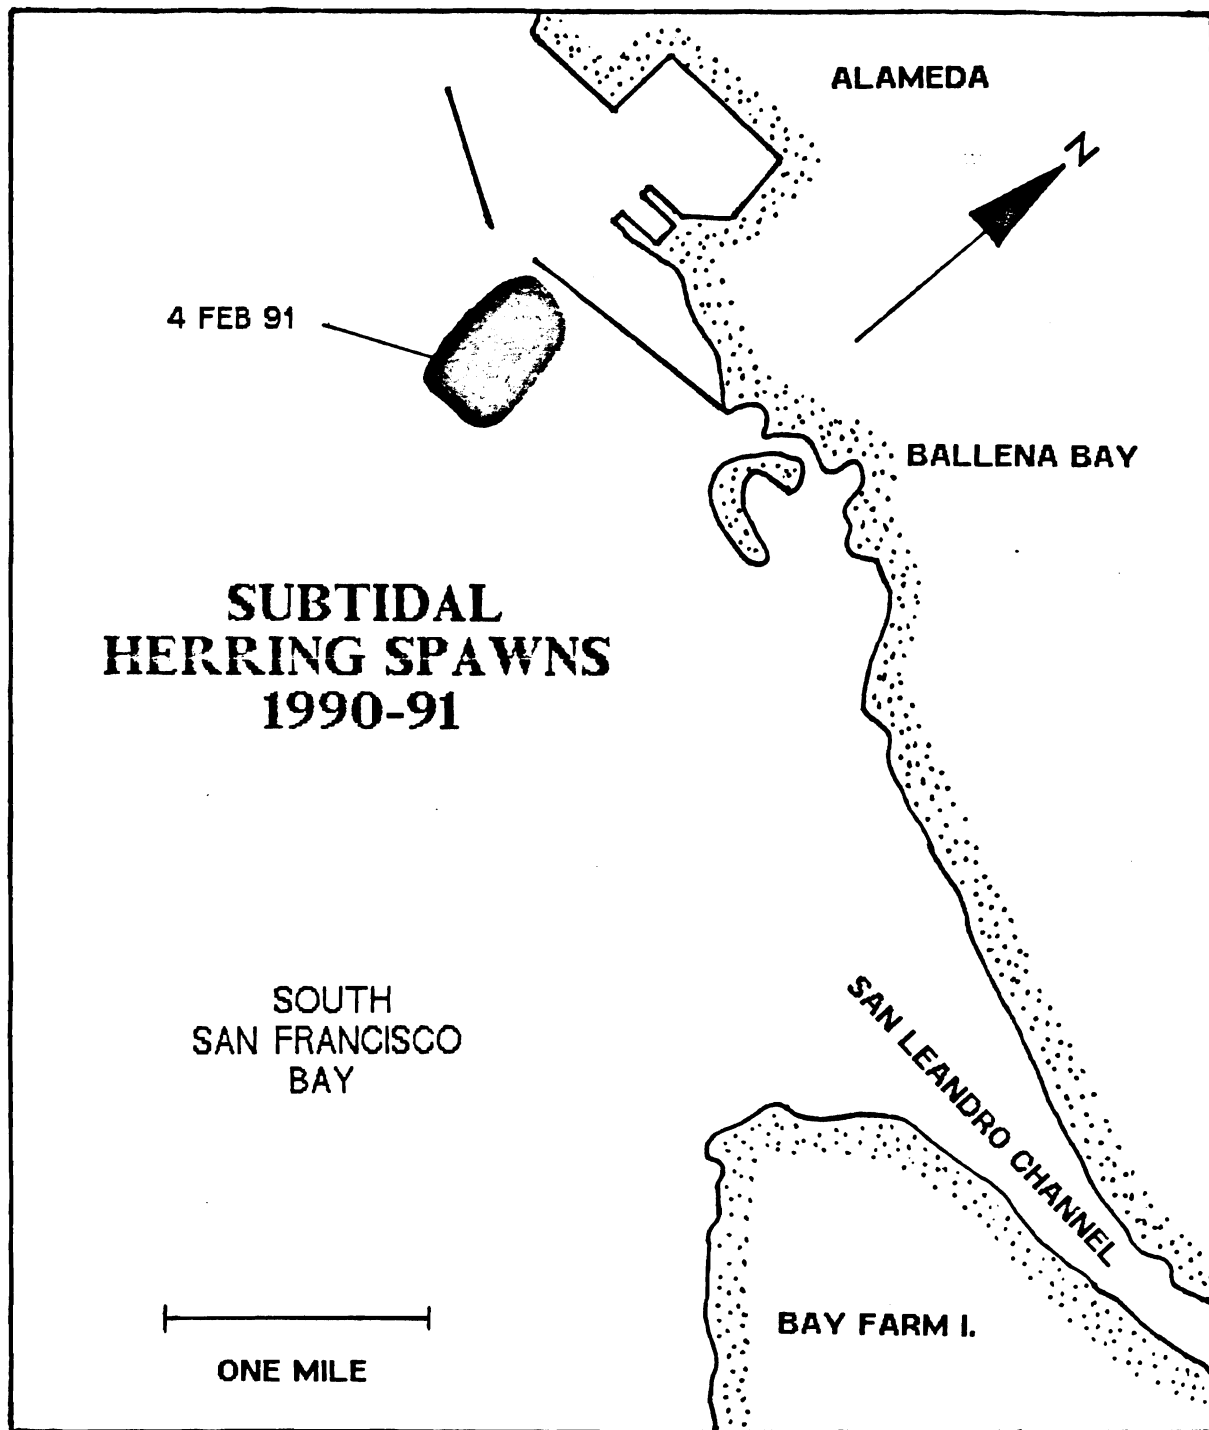 ALAMEDA
N
4 FEB 91
BALLENA BAY
SUBTIDAL
HERRING SPAWNS
1990-91
SOUTH
SAN FRANCISCO
BAY
SAN LEANDRO CHANNEL
BAY FARM I.
ONE MILE